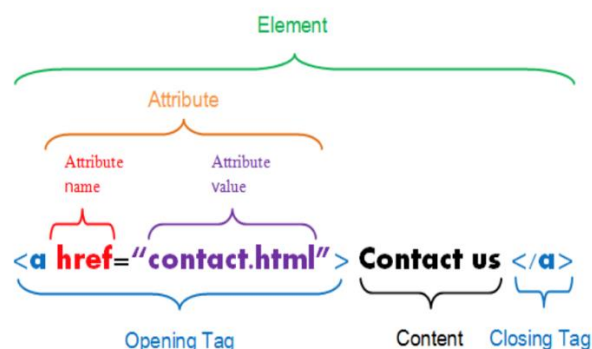 Element
Attribute
Attribute Attribute
name value
<a href=“contact.html”> Contact us </a>
Opening Tag Content Closing Tag